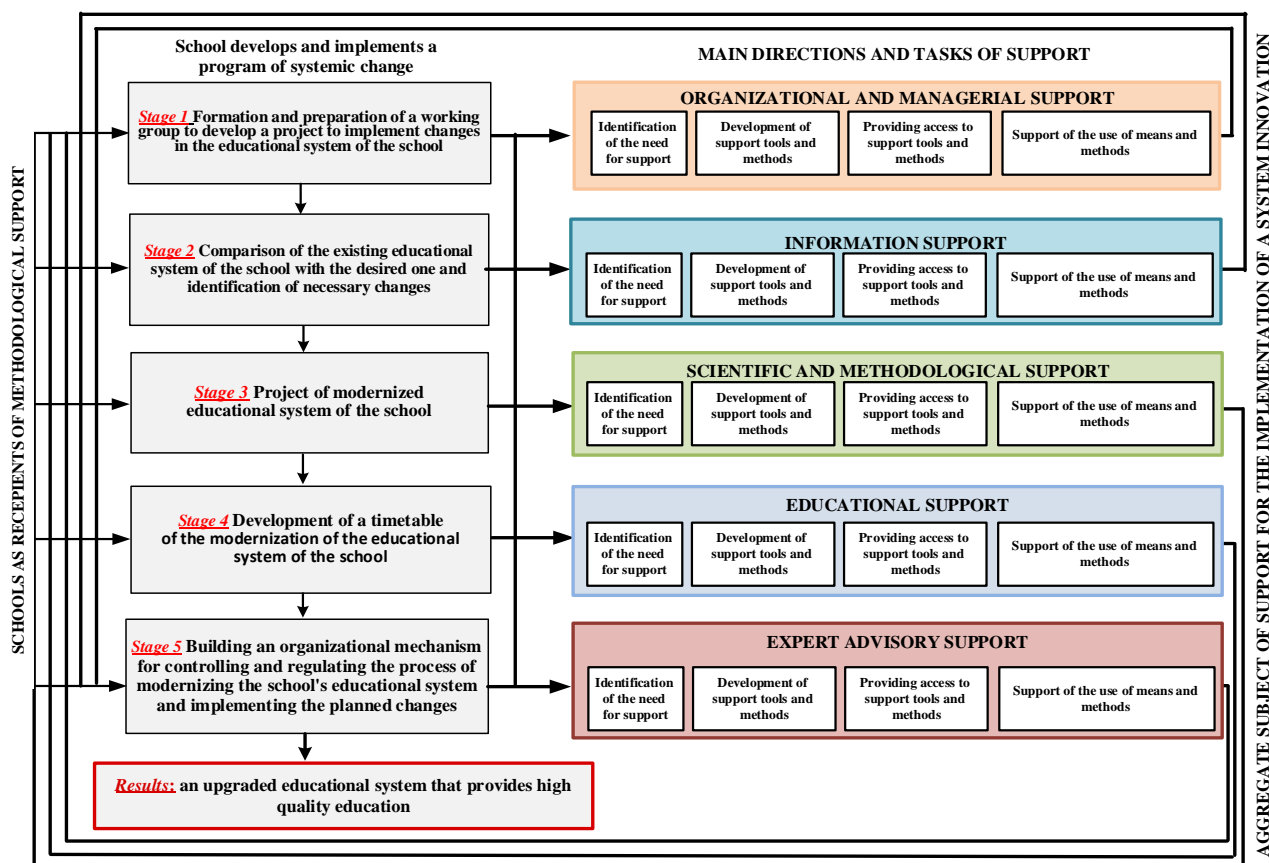 School develops and implements a
program of systemic change
MAIN DIRECTIONS AND TASKS OF SUPPORT
SCHOOLS AS RECEPIENTS OF METHODOLOGICAL SUPPORT
Stage 1 Formation and preparation of a working
group to develop a project to implement changes
in the educational system of the school
Stage 2 Comparison of the existing educational
system of the school with the desired one and
identification of necessary changes
Stage 3 Project of modernized
educational system of the school
Stage 4 Development of a timetable
of the modernization of the educational
system of the school
Stage 5 Building an organizational mechanism
for controlling and regulating the process of
modernizing the school's educational system
and implementing the planned changes
Results: an upgraded educational system that provides high
quality education
ORGANIZATIONAL AND MANAGERIAL SUPPORT
Identification
of the need
for support
Development of
support tools and
methods
Providing access to
support tools and
methods
Support of the use of means and
methods
INFORMATION SUPPORT
Identification
of the need
for support
Development of
support tools and
methods
Providing access to
support tools and
methods
Support of the use of means and
methods
SCIENTIFIC AND METHODOLOGICAL SUPPORT
Identification
of the need
for support
Development of
support tools and
methods
Providing access to
support tools and
methods
Support of the use of means and
methods
EDUCATIONAL SUPPORT
Identification
of the need
for support
Development of
support tools and
methods
Providing access to
support tools and
methods
Support of the use of means and
methods
EXPERT ADVISORY SUPPORT
Identification
of the need
for support
Development of
support tools and
methods
Providing access to
support tools and
methods
Support of the use of means and
methods
AGGREGATE SUBJECT OF SUPPORT FOR THE IMPLEMENTATION OF A SYSTEM INNOVATION